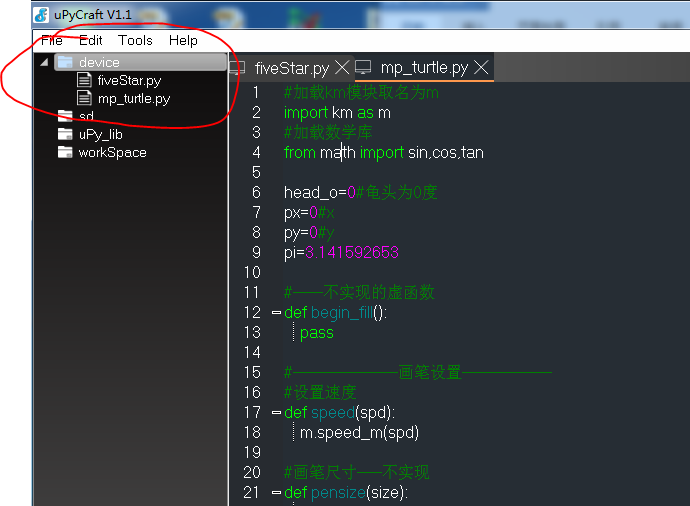 uPyCraft V1.1
File Edit Tools Help
device
fiveStar.py
mp_turtle.py
sd
uPy_lib
workSpace
fiveStar.py mp_turtle.py
1 #加载km模块取名为m
2 import km as m
3 #加载数学库
4 from math import sin,cos,tan
5
6 head_o=0#龟头为0度
7 px=0#x
8 py=0#y
9 pi=3.141592653
10
11 #----不实现的虚函数
12 def begin_fill():
13 pass
14
15 #-----------------画笔设置---------------
16 #设置速度
17 def speed(spd):
18 m.speed_m(spd)
19
20 #画笔尺寸---不实现
21 def pensize(size):